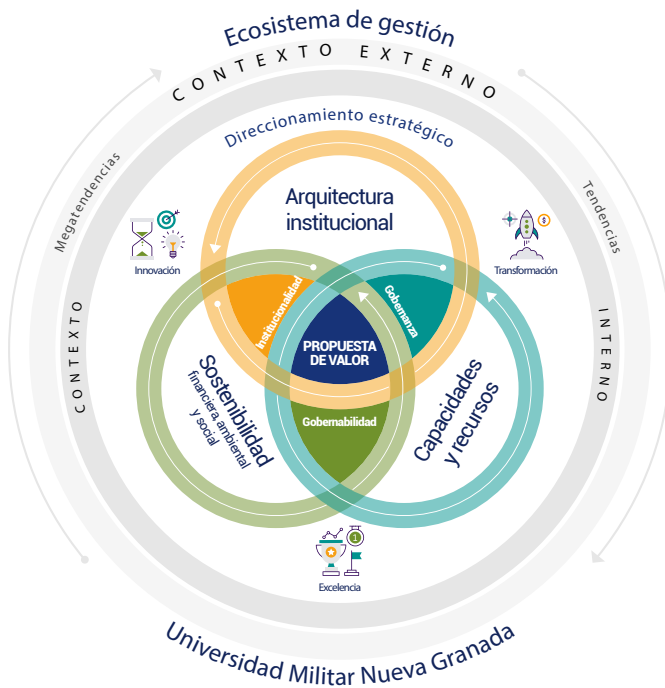 Ecosistema de gestión
CONTEXTO EXTERNO
Direccionamiento estratégico
Megatendencias
Tendencias
Arquitectura
institucional
Innovación
Transformación
Institucionalidad
Gobernanza
PROPUESTA
DE VALOR
CONTEXTO
INTERNO
Sostenibilidad
financiera, ambiental
y social
Gobernabilidad
Capacidades
y recursos
$
1
Excelencia
Universidad Militar Nueva Granada